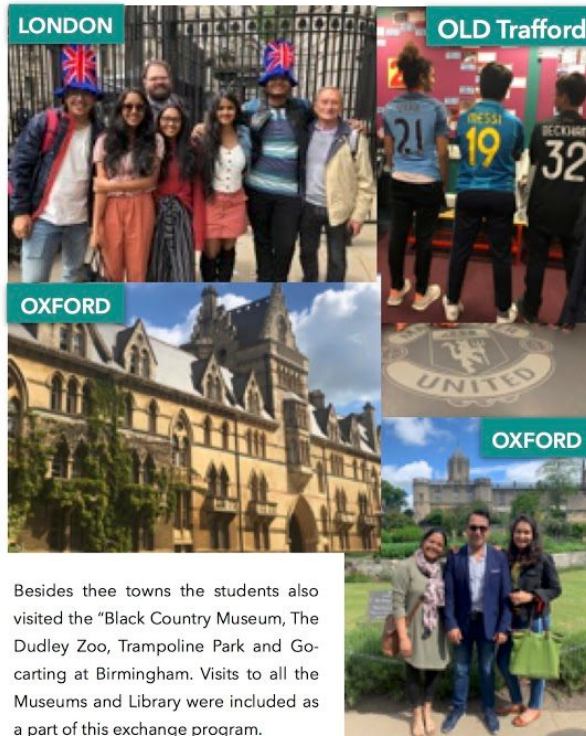 LONDON
OLD Trafford
21
MESSI
19
BECKHAM
32
OXFORD
UNITED
OXFORD
Besides thee towns the students also
visited the “Black Country Museum, The
Dudley Zoo, Trampoline Park and Go-
carting at Birmingham. Visits to all the
Museums and Library were included as
a part of this exchange program.